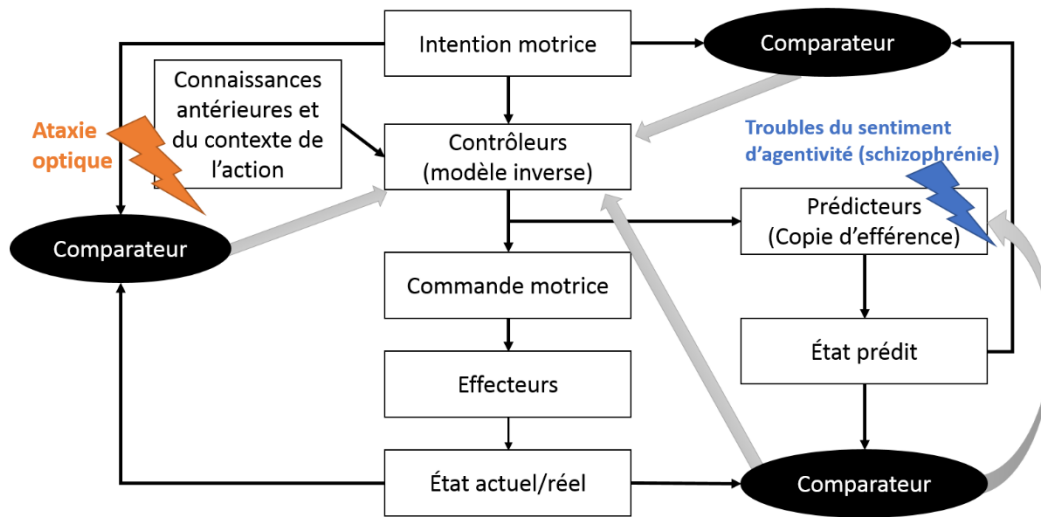 Intention motrice
Comparateur
Connaissances
antérieures et
du contexte de
l’action
Ataxie
optique
Contrôleurs
(modèle inverse)
Troubles du sentiment
d’agentivité (schizophrénie)
Prédicteurs
(Copie d’efférence)
Comparateur
Commande motrice
État prédit
Effecteurs
État actuel/réel
Comparateur